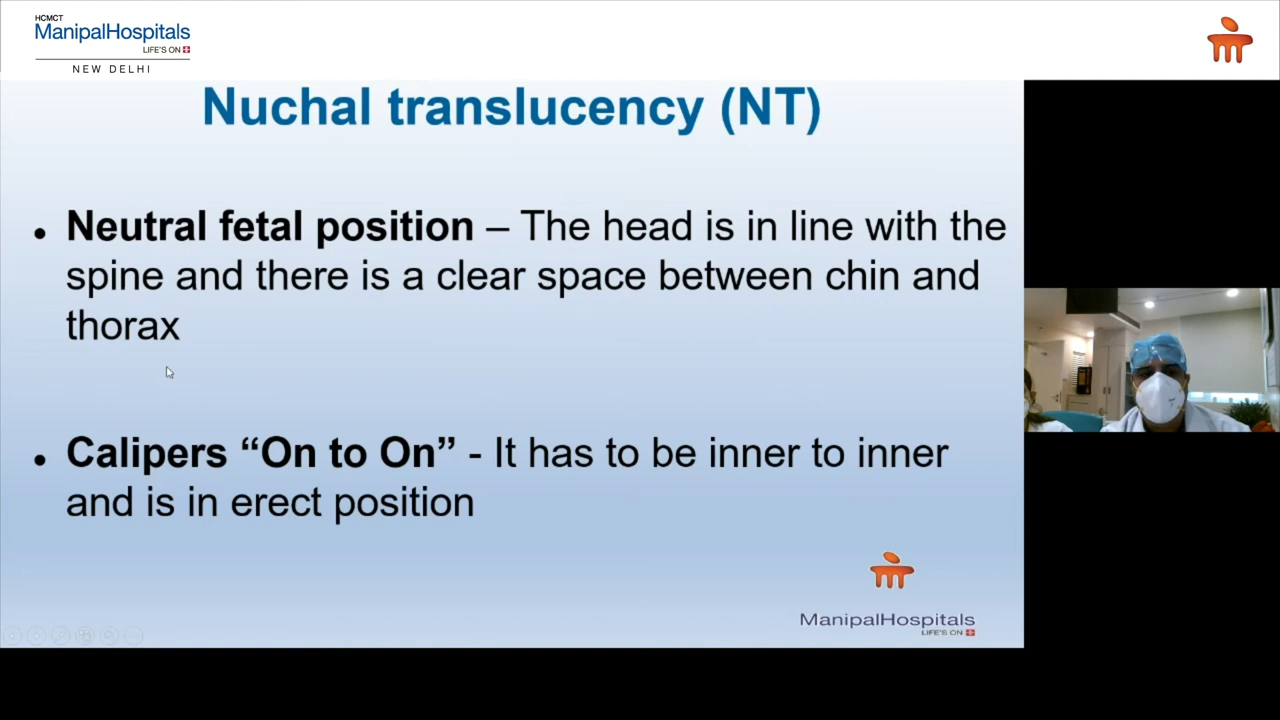 HCMCT
ManipalHospitals
LIFE'S ON
NEW DELHI
Nuchal translucency (NT)
• Neutral fetal position – The head is in line with the
spine and there is a clear space between chin and
thorax
• Calipers “On to On” - It has to be inner to inner
and is in erect position
ManipalHospitals
LIFE'S ON